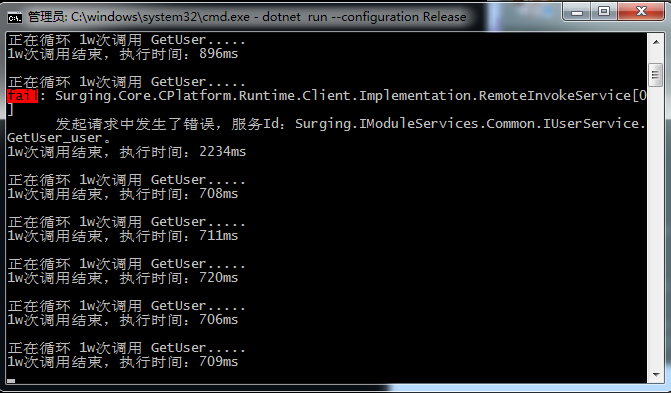 管理员: C:\windows\system32\cmd.exe - dotnet  run --configuration Release
正在循环 1w次调用 GetUser.....
1w次调用结束，执行时间：896ms
正在循环 1w次调用 GetUser.....
fail: Surging.Core.CPlatform.Runtime.Client.Implementation.RemoteInvokeService[0
]
发起请求中发生了错误，服务Id：Surging.IModuleServices.Common.IUserService.
GetUser_user。
1w次调用结束，执行时间：2234ms
正在循环 1w次调用 GetUser.....
1w次调用结束，执行时间：708ms
正在循环 1w次调用 GetUser.....
1w次调用结束，执行时间：711ms
正在循环 1w次调用 GetUser.....
1w次调用结束，执行时间：720ms
正在循环 1w次调用 GetUser.....
1w次调用结束，执行时间：706ms
正在循环 1w次调用 GetUser.....
1w次调用结束，执行时间：709ms